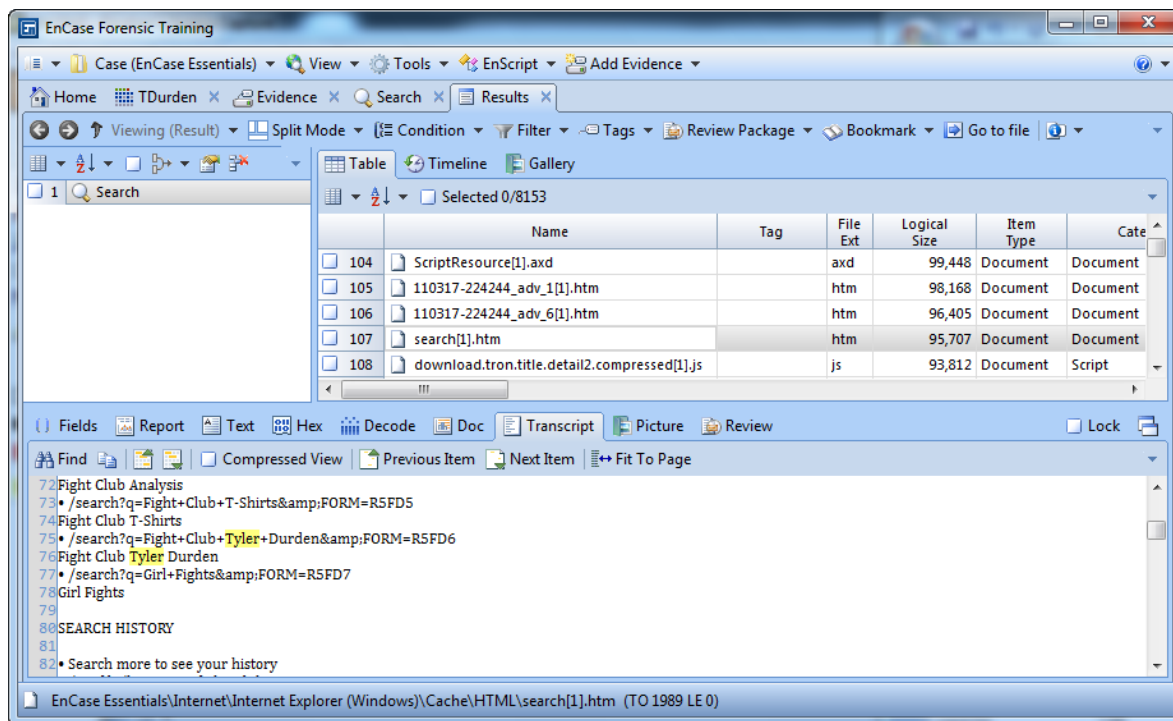 EnCase Forensic Training
Case (EnCase Essentials) View Tools EnScript Add Evidence
Home TDurden Evidence Search Results
Viewing (Result) Split Mode Condition Filter Tags Review Package Bookmark Go to file
Table Timeline Gallery
1 Search
Selected 0/8153
Name Tag File Ext Logical Size Item Type Cate
104 ScriptResource[1].axd axd 99,448 Document Document
105 110317-224244_adv_1[1].htm htm 98,168 Document Document
106 110317-224244_adv_6[1].htm htm 96,405 Document Document
107 search[1].htm htm 95,707 Document Document
108 download.tron.title.detail2.compressed[1].js js 93,812 Document Script
Fields Report Text Hex Decode Doc Transcript Picture Review Lock
Find Compressed View Previous Item Next Item Fit To Page
72 Fight Club Analysis
73 • /search?q=Fight+Club+T-Shirts&amp;FORM=R5FD5
74 Fight Club T-Shirts
75 • /search?q=Fight+Club+Tyler+Durden&amp;FORM=R5FD6
76 Fight Club Tyler Durden
77 • /search?q=Girl+Fights&amp;FORM=R5FD7
78 Girl Fights
79
80 SEARCH HISTORY
81
82 • Search more to see your history
EnCase Essentials\Internet\Internet Explorer (Windows)\Cache\HTML\search[1].htm (TO 1989 LE 0)